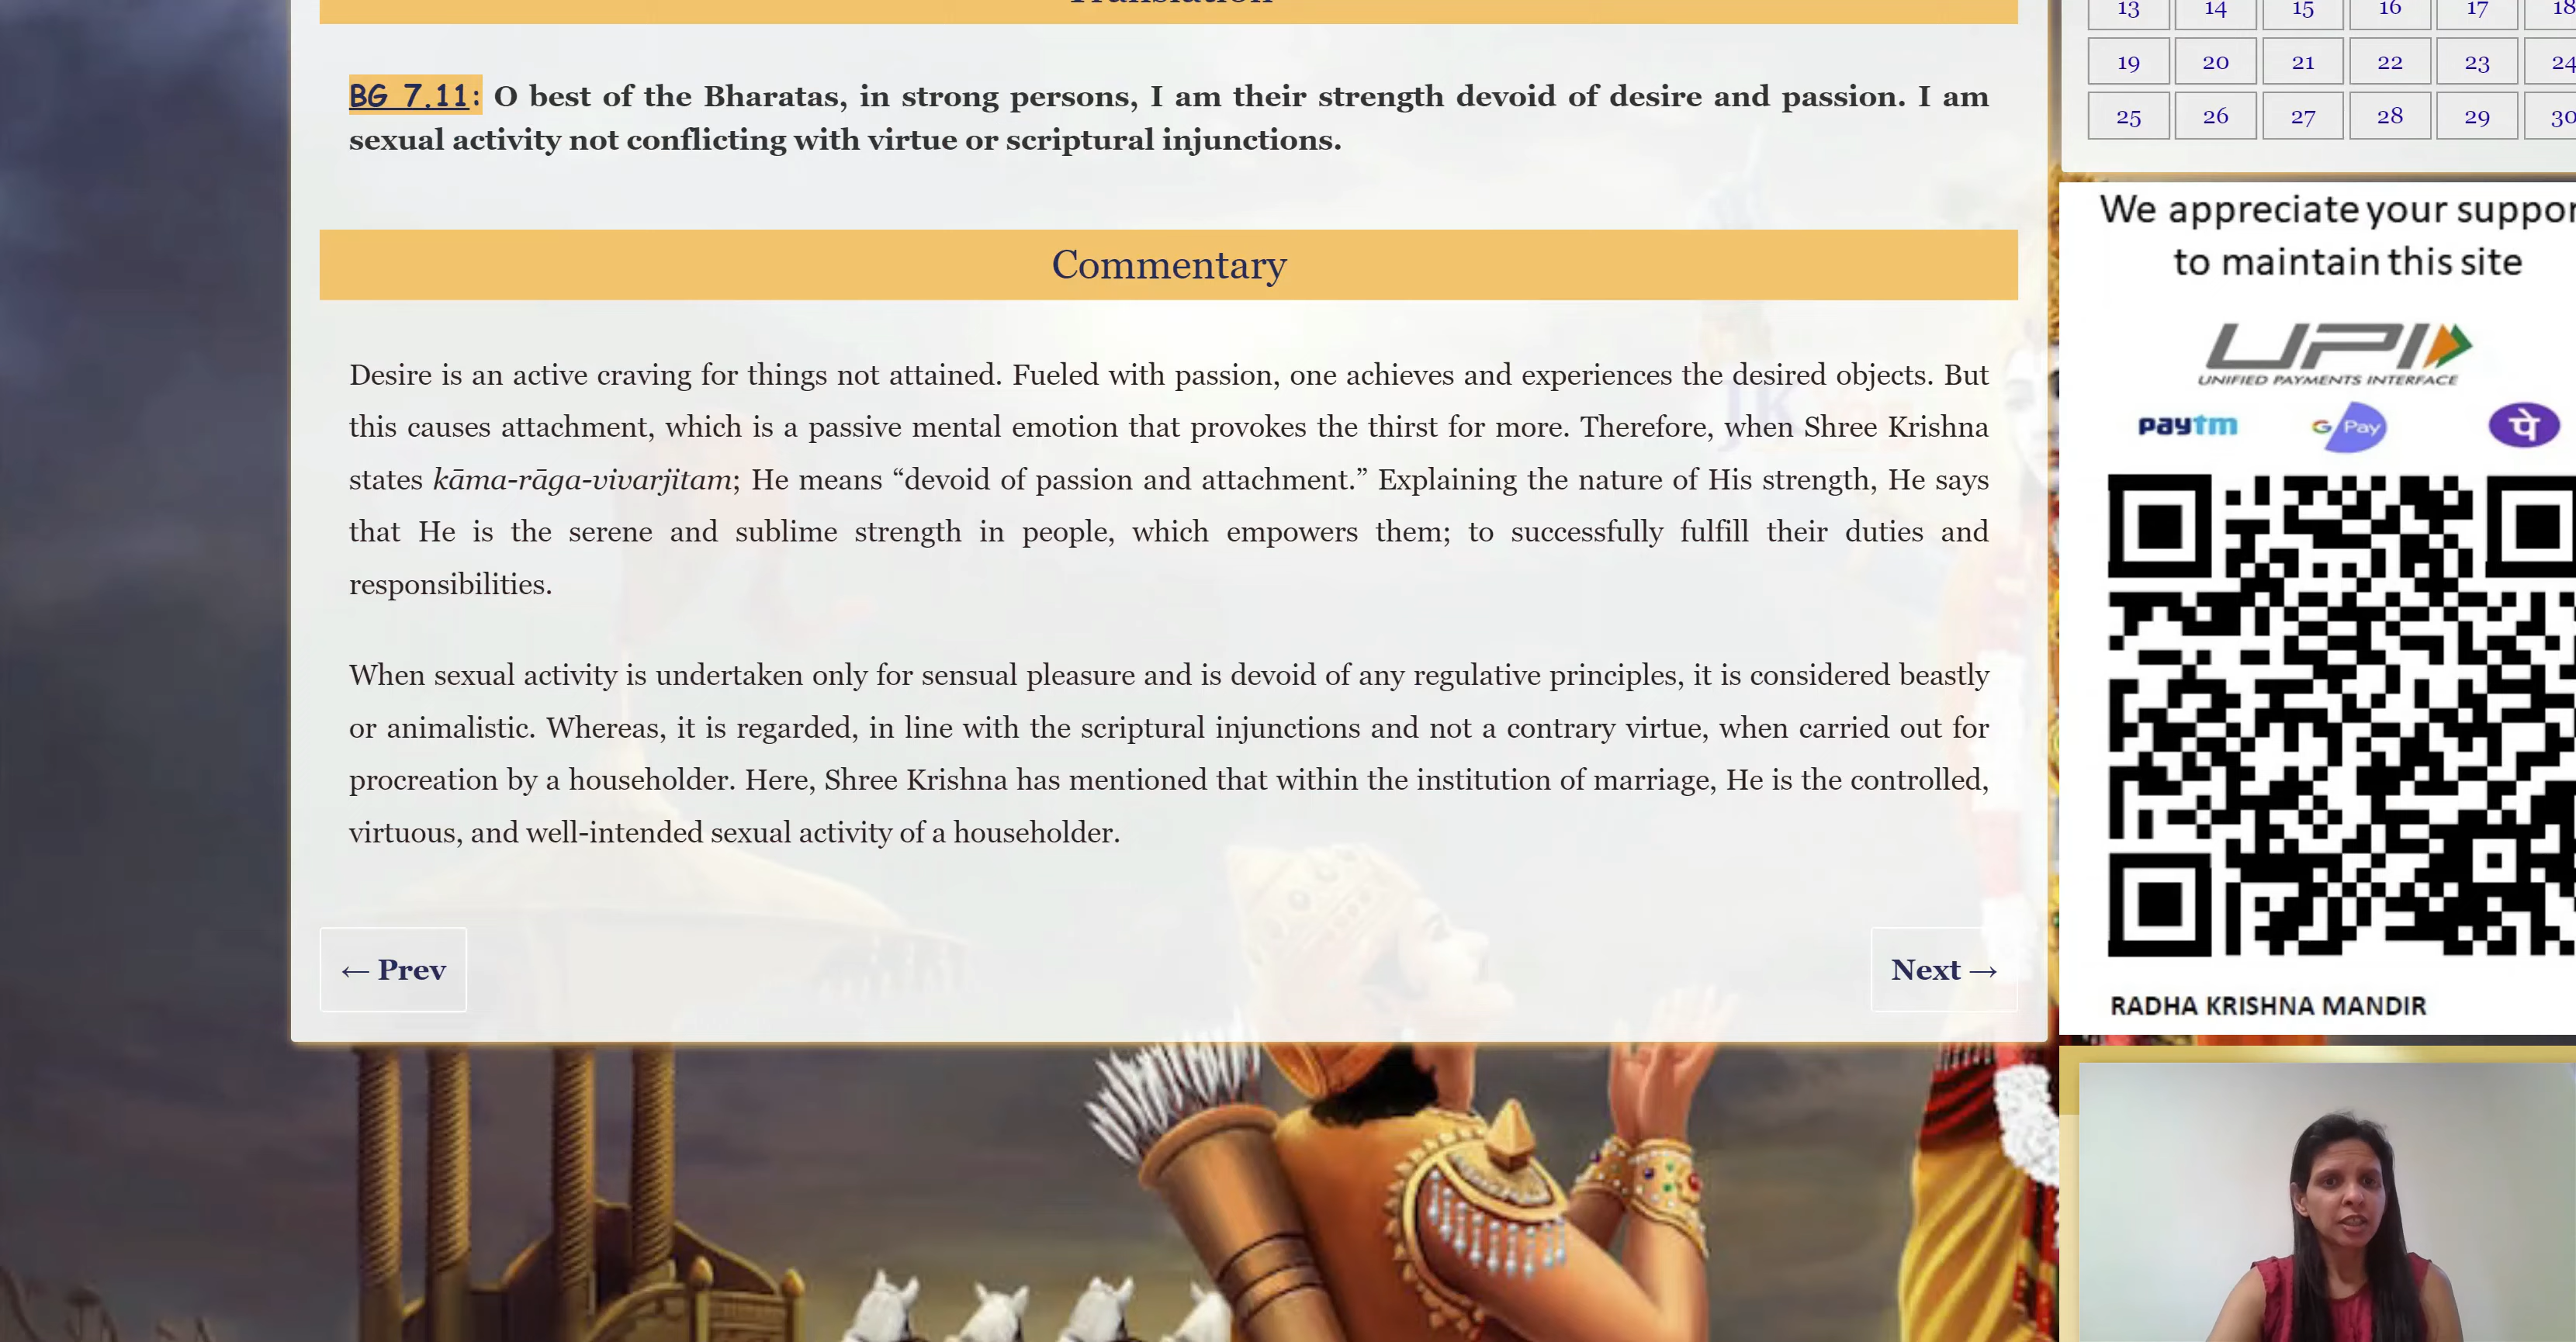 Translation
BG 7.11: O best of the Bharatas, in strong persons, I am their strength devoid of desire and passion. I am
sexual activity not conflicting with virtue or scriptural injunctions.
Commentary
Desire is an active craving for things not attained. Fueled with passion, one achieves and experiences the desired objects. But
this causes attachment, which is a passive mental emotion that provokes the thirst for more. Therefore, when Shree Krishna
states kāma-rāga-vivarjitam; He means “devoid of passion and attachment.” Explaining the nature of His strength, He says
that He is the serene and sublime strength in people, which empowers them; to successfully fulfill their duties and
responsibilities.
When sexual activity is undertaken only for sensual pleasure and is devoid of any regulative principles, it is considered beastly
or animalistic. Whereas, it is regarded, in line with the scriptural injunctions and not a contrary virtue, when carried out for
procreation by a householder. Here, Shree Krishna has mentioned that within the institution of marriage, He is the controlled,
virtuous, and well-intended sexual activity of a householder.
← Prev
Next →
13 14 15 16 17 18
19 20 21 22 23 24
25 26 27 28 29 30
We appreciate your suppor
to maintain this site
UPI
UNIFIED PAYMENTS INTERFACE
paytm G Pay पे
RADHA KRISHNA MANDIR